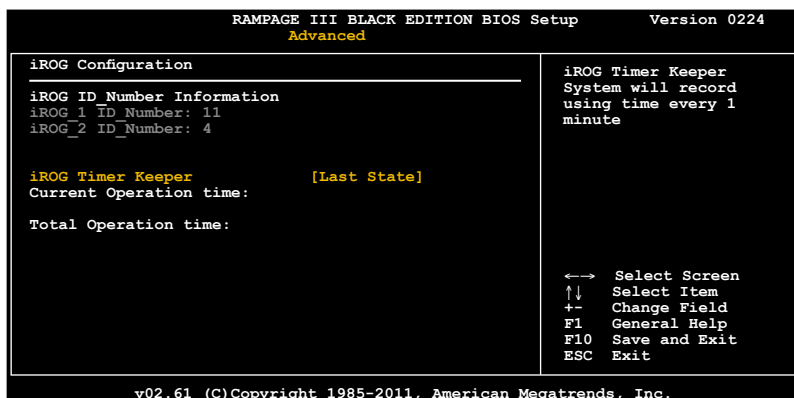 RAMPAGE III BLACK EDITION BIOS Setup Version 0224
Advanced
iROG Configuration
iROG ID_Number Information
iROG_1 ID_Number: 11
iROG_2 ID_Number: 4
iROG Timer Keeper [Last State]
Current Operation time:
Total Operation time:
iROG Timer Keeper
System will record
using time every 1
minute
←→ Select Screen
↑↓ Select Item
+- Change Field
F1 General Help
F10 Save and Exit
ESC Exit
v02.61 (C)Copyright 1985-2011, American Megatrends, Inc.